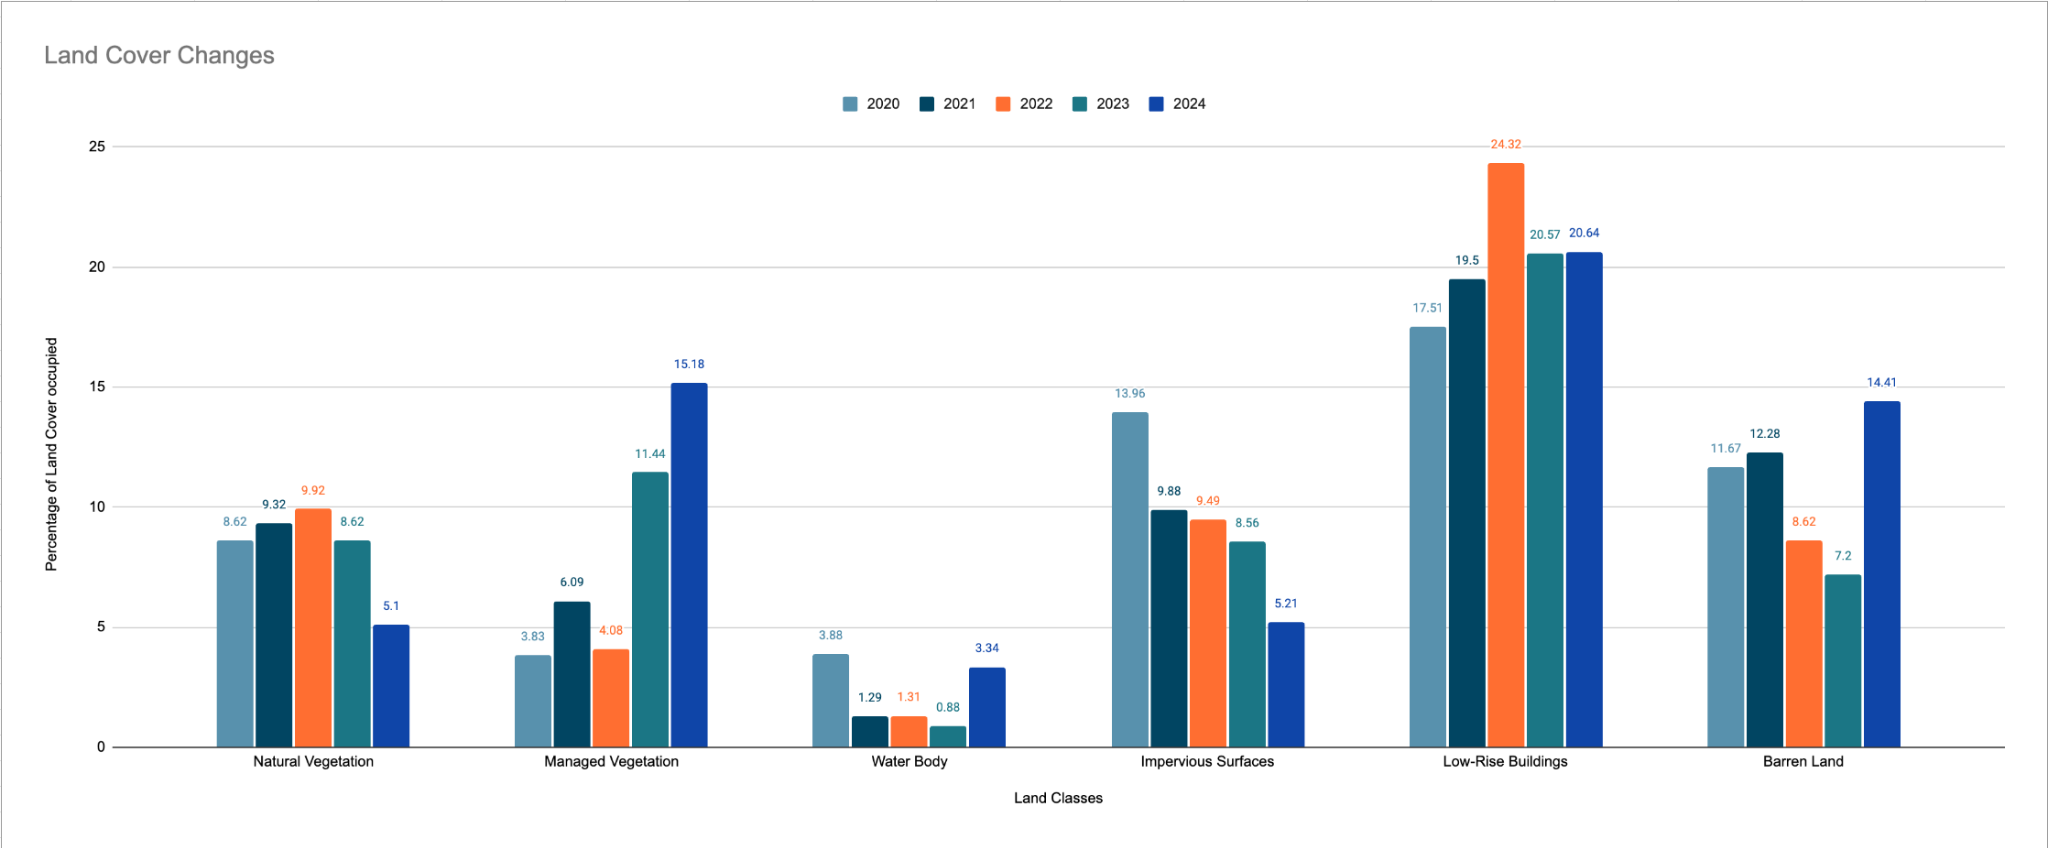 Land Cover Changes
2020 2021 2022 2023 2024
Percentage of Land Cover occupied
25
20
15
10
5
0
8.62 9.32 9.92 8.62 5.1
3.83 6.09 4.08 11.44 15.18
3.88 1.29 1.31 0.88 3.34
13.96 9.88 9.49 8.56 5.21
17.51 19.5 24.32 20.57 20.64
11.67 12.28 8.62 7.2 14.41
Natural Vegetation Managed Vegetation Water Body Impervious Surfaces Low-Rise Buildings Barren Land
Land Classes